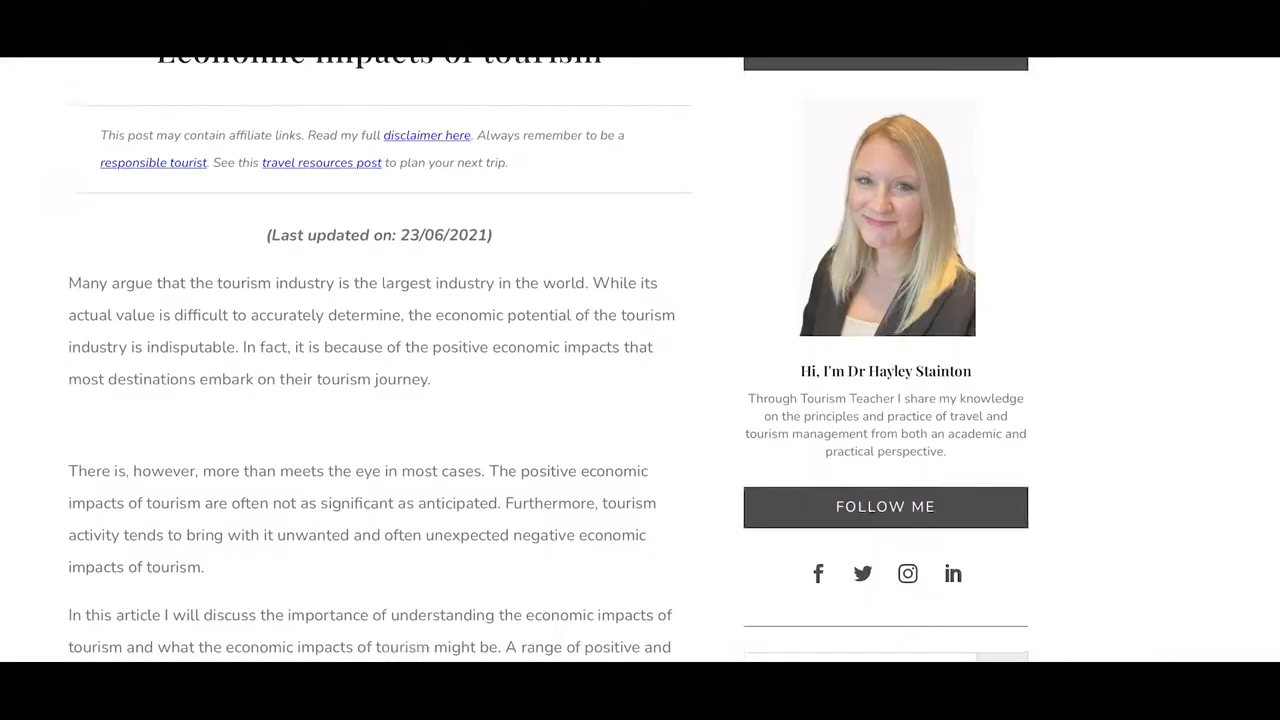 Economic impacts of tourism
This post may contain affiliate links. Read my full disclaimer here. Always remember to be a
responsible tourist. See this travel resources post to plan your next trip.
(Last updated on: 23/06/2021)
Many argue that the tourism industry is the largest industry in the world. While its
actual value is difficult to accurately determine, the economic potential of the tourism
industry is indisputable. In fact, it is because of the positive economic impacts that
most destinations embark on their tourism journey.
There is, however, more than meets the eye in most cases. The positive economic
impacts of tourism are often not as significant as anticipated. Furthermore, tourism
activity tends to bring with it unwanted and often unexpected negative economic
impacts of tourism.
In this article I will discuss the importance of understanding the economic impacts of
tourism and what the economic impacts of tourism might be. A range of positive and
Hi, I'm Dr Hayley Stainton
Through Tourism Teacher I share my knowledge
on the principles and practice of travel and
tourism management from both an academic and
practical perspective.
FOLLOW ME